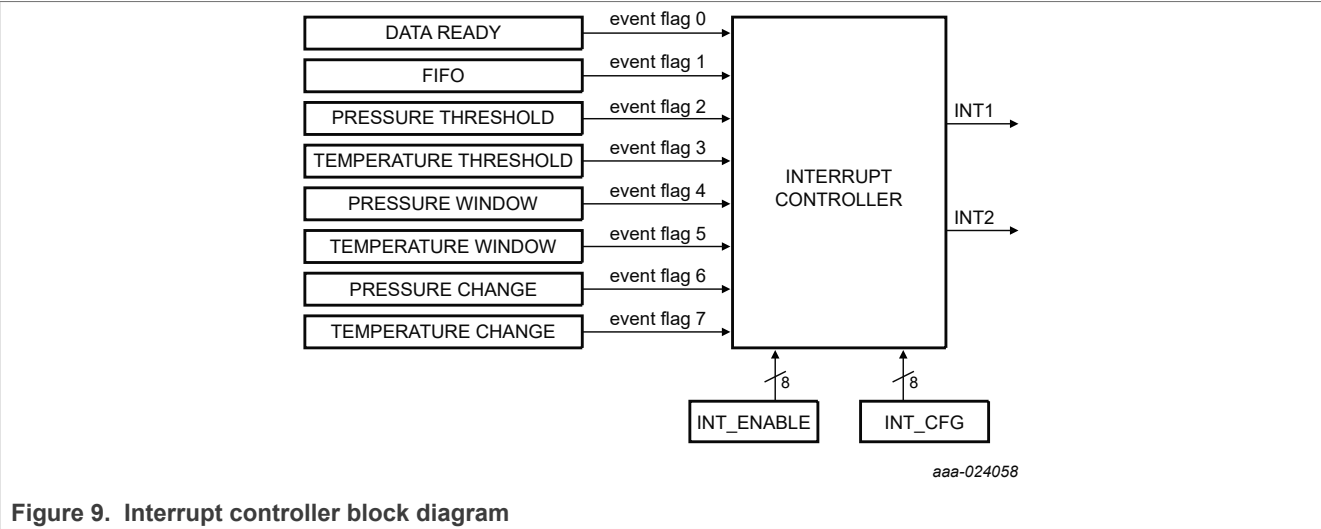 DATA READY
event flag 0
FIFO
event flag 1
PRESSURE THRESHOLD
event flag 2
TEMPERATURE THRESHOLD
event flag 3
PRESSURE WINDOW
event flag 4
TEMPERATURE WINDOW
event flag 5
PRESSURE CHANGE
event flag 6
TEMPERATURE CHANGE
event flag 7
INTERRUPT
CONTROLLER
INT1
INT2
8
8
INT_ENABLE
INT_CFG
aaa-024058
Figure 9. Interrupt controller block diagram